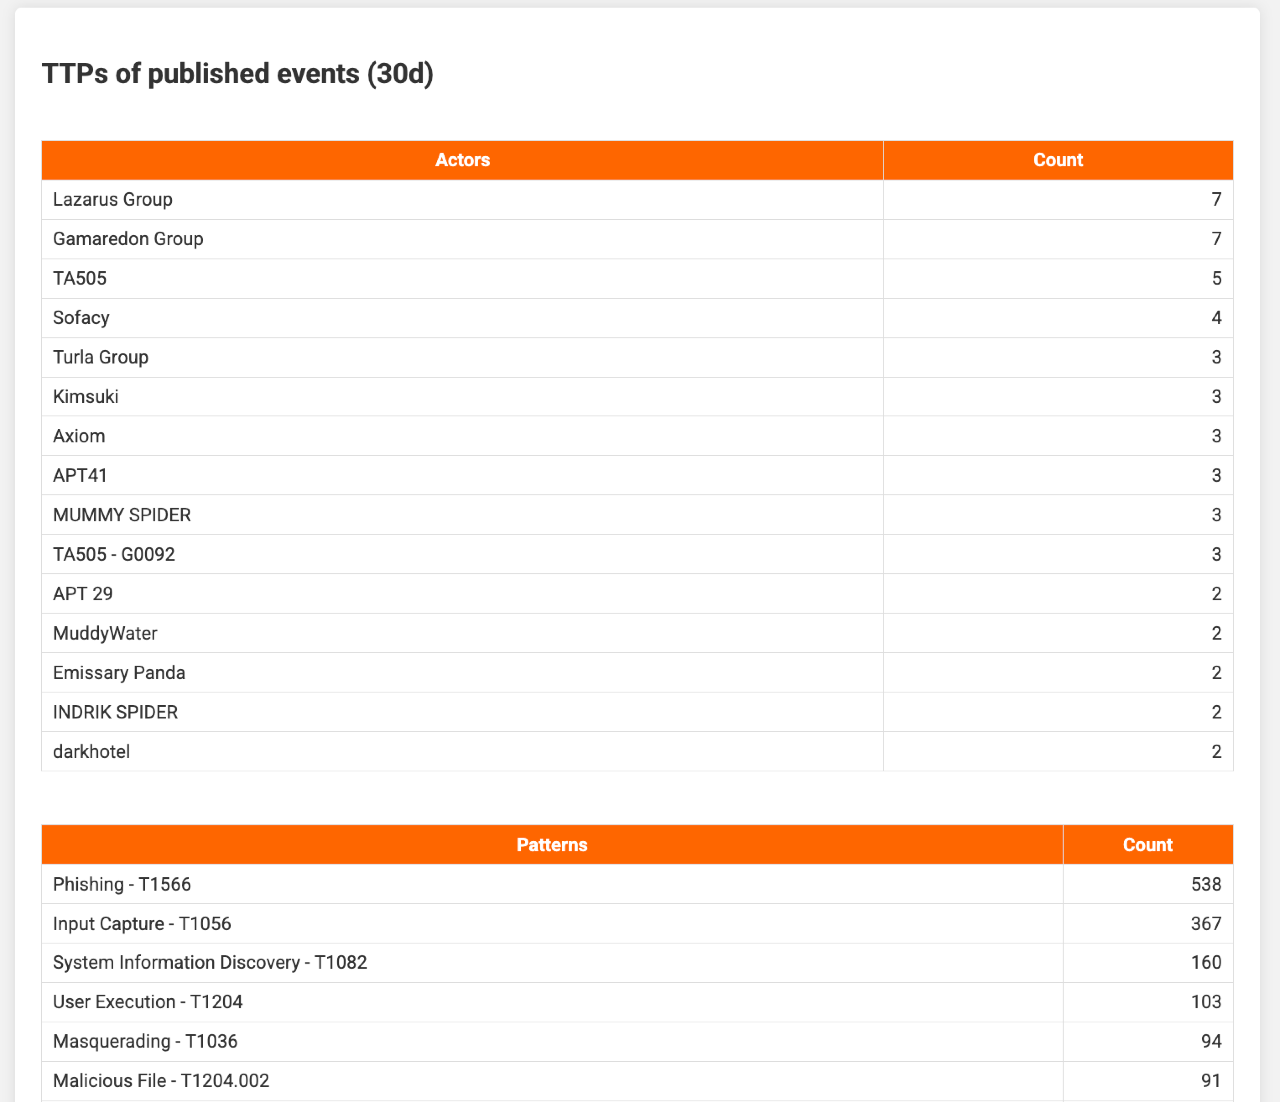 TTPs of published events (30d)
Actors Count
Lazarus Group 7
Gamaredon Group 7
TA505 5
Sofacy 4
Turla Group 3
Kimsuki 3
Axiom 3
APT41 3
MUMMY SPIDER 3
TA505 - G0092 3
APT 29 2
MuddyWater 2
Emissary Panda 2
INDRIK SPIDER 2
darkhotel 2
Patterns Count
Phishing - T1566 538
Input Capture - T1056 367
System Information Discovery - T1082 160
User Execution - T1204 103
Masquerading - T1036 94
Malicious File - T1204.002 91